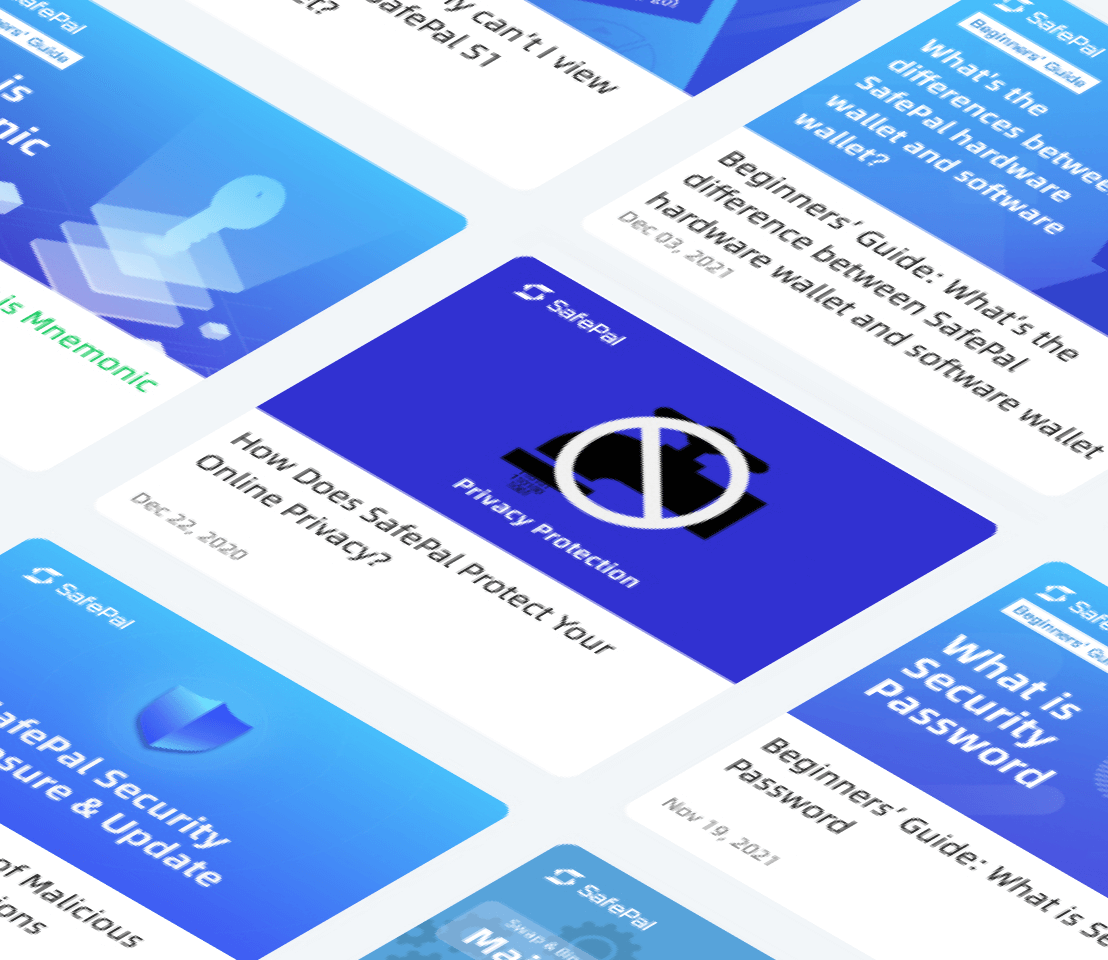 y can't I view
SafePal S1
t?
SafePal
Beginners' Guide
What's the
differences between
SafePal hardware
wallet and software
wallet?
Beginners' Guide: What's the
difference between SafePal
hardware wallet and software wallet
Dec 03, 2021
SafePal
ers' Guide
is
nic
is Mnemonic
SafePal
Privacy Protection
How Does SafePal Protect Your
Online Privacy?
Dec 22, 2020
SafePal
afePal Security
sure & Update
of Malicious
ions
SafePal
Beginners' Gu
What is
Security
Password
Beginners' Guide: What is Se
Password
Nov 19, 2021
SafePal
Swap & Bin
Mai